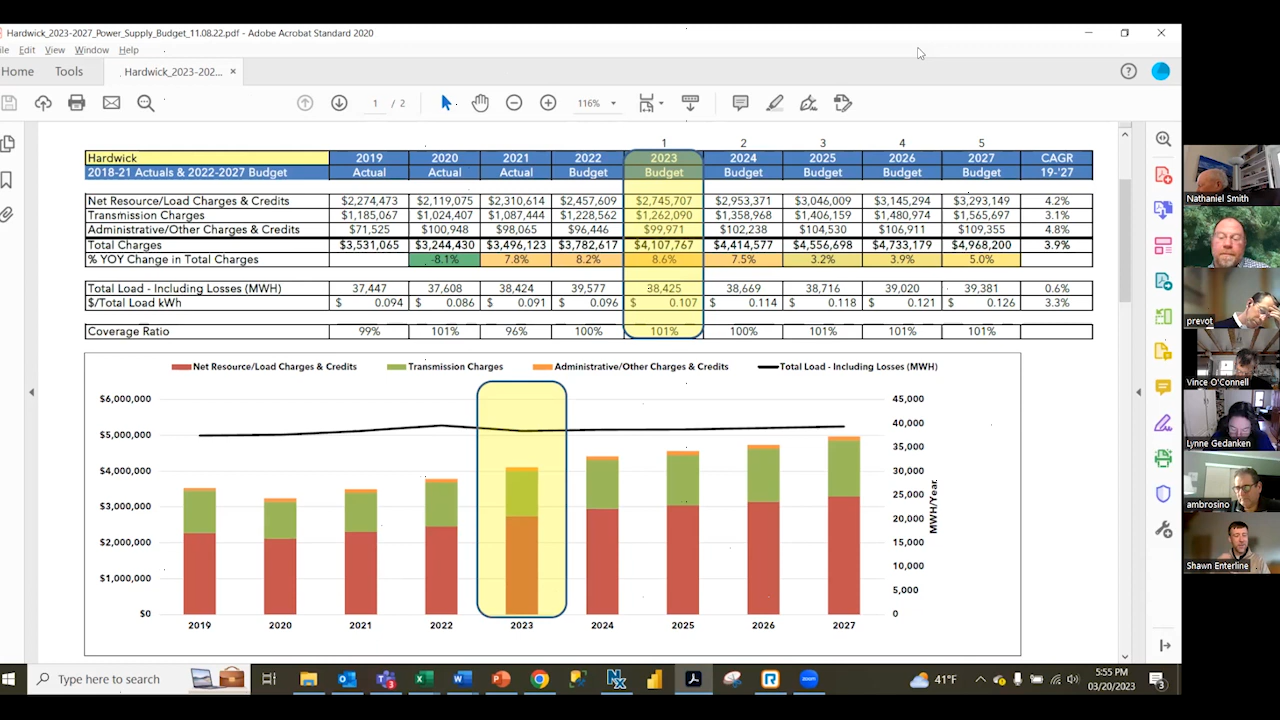 Hardwick_2023-2027_Power_Supply_Budget_11.08.22.pdf - Adobe Acrobat Standard 2020
ile Edit View Window Help
Home Tools Hardwick_2023-202... ×
1 / 2 116%
1 2 3 4 5
Hardwick 2019 2020 2021 2022 2023 2024 2025 2026 2027 CAGR
2018-21 Actuals & 2022-2027 Budget Actual Actual Actual Budget Budget Budget Budget Budget Budget 19-'27
Net Resource/Load Charges & Credits $2,274,473 $2,119,075 $2,310,614 $2,457,609 $2,745,707 $2,953,371 $3,046,009 $3,145,294 $3,293,149 4.2%
Transmission Charges $1,185,067 $1,024,407 $1,087,444 $1,228,562 $1,262,090 $1,358,968 $1,406,159 $1,480,974 $1,565,697 3.1%
Administrative/Other Charges & Credits $71,525 $100,948 $98,065 $96,446 $99,971 $102,238 $104,530 $106,911 $109,355 4.8%
Total Charges $3,531,065 $3,244,430 $3,496,123 $3,782,617 $4,107,767 $4,414,577 $4,556,698 $4,733,179 $4,968,200 3.9%
% YOY Change in Total Charges -8.1% 7.8% 8.2% 8.6% 7.5% 3.2% 3.9% 5.0%
Total Load - Including Losses (MWH) 37,447 37,608 38,424 39,577 38,425 38,669 38,716 39,020 39,381 0.6%
$/Total Load kWh $ 0.094 $ 0.086 $ 0.091 $ 0.096 $ 0.107 $ 0.114 $ 0.118 $ 0.121 $ 0.126 3.3%
Coverage Ratio 99% 101% 96% 100% 101% 100% 101% 101% 101%
Net Resource/Load Charges & Credits Transmission Charges Administrative/Other Charges & Credits Total Load - Including Losses (MWH)
$6,000,000 45,000
$5,000,000 40,000
35,000
$4,000,000 30,000
$3,000,000 25,000
20,000
$2,000,000 15,000
$1,000,000 10,000
5,000
$0 0
MWH/Year
2019 2020 2021 2022 2023 2024 2025 2026 2027
Nathaniel Smith
prevot
Vince O'Connell
Lynne Gedanken
ambrosino
Shawn Enterline
Type here to search
zoom
41°F
5:55 PM
03/20/2023
3